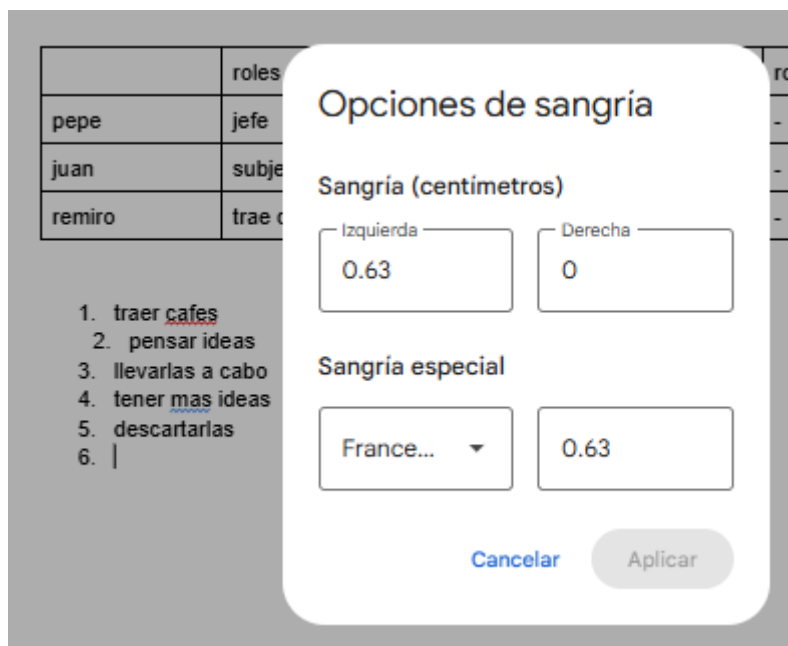 roles
ro
pepe
jefe
-
juan
subje
-
remiro
trae
-
1. traer cafes
2. pensar ideas
3. llevarlas a cabo
4. tener mas ideas
5. descartarlas
6.
Opciones de sangría
Sangría (centímetros)
Izquierda
0.63
Derecha
0
Sangría especial
France...
0.63
Cancelar
Aplicar